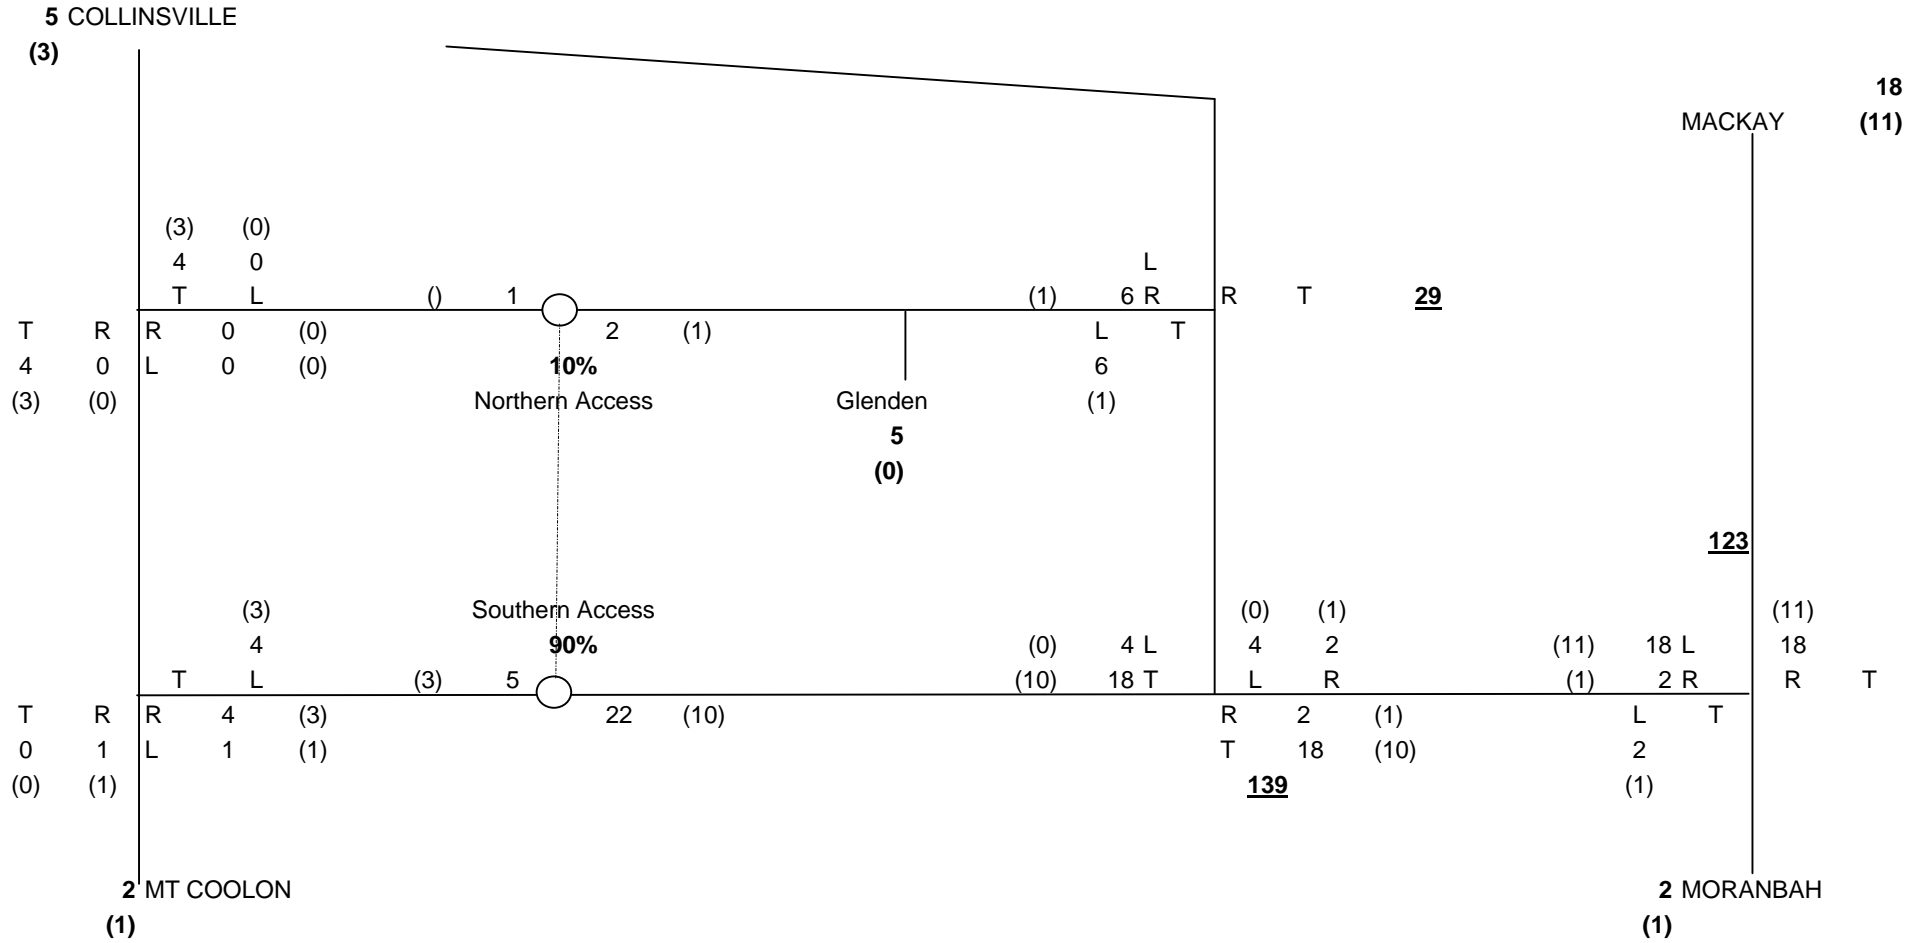 5 COLLINSVILLE
(3)
18
MACKAY (11)
(3) (0)
4 0 L
T L () 1 (1) 6 R R T 29
T R R 0 (0) 2 (1) L T
4 0 L 0 (0) 10% 6
(3) (0) Northern Access Glenden (1)
5
(0)
123
(3) Southern Access (0) (1) (11)
4 90% (0) 4 L 4 2 (11) 18 L 18
T L (3) 5 (10) 18 T L R (1) 2 R R T
T R R 4 (3) 22 (10) R 2 (1) L T
0 1 L 1 (1) T 18 (10) 2
(0) (1) 139 (1)
2 MT COOLON 2 MORANBAH
(1) (1)